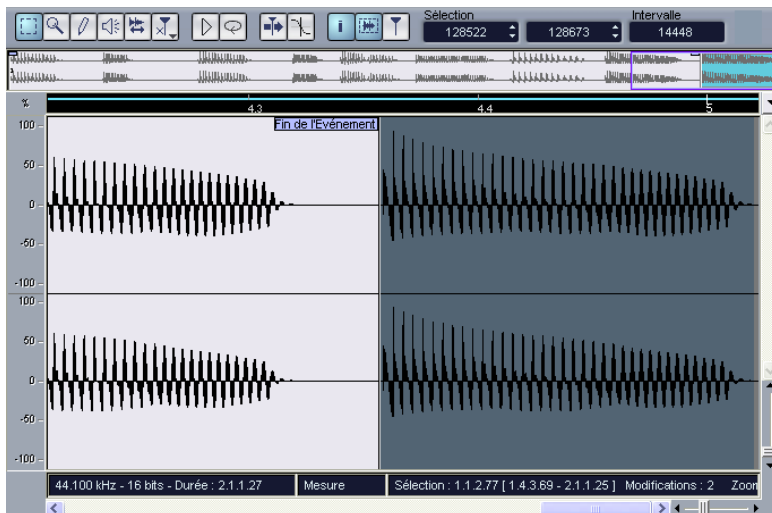 Sélection
Intervalle
128522
128673
14448
%
4.3
4.4
5
Fin de l'Evénement
100
50
0
-50
-100
100
50
0
-50
-100
44.100 kHz - 16 bits - Durée : 2.1.1.27
Mesure
Sélection : 1.1.2.77 [ 1.4.3.69 - 2.1.1.25 ]
Modifications : 2
Zoon